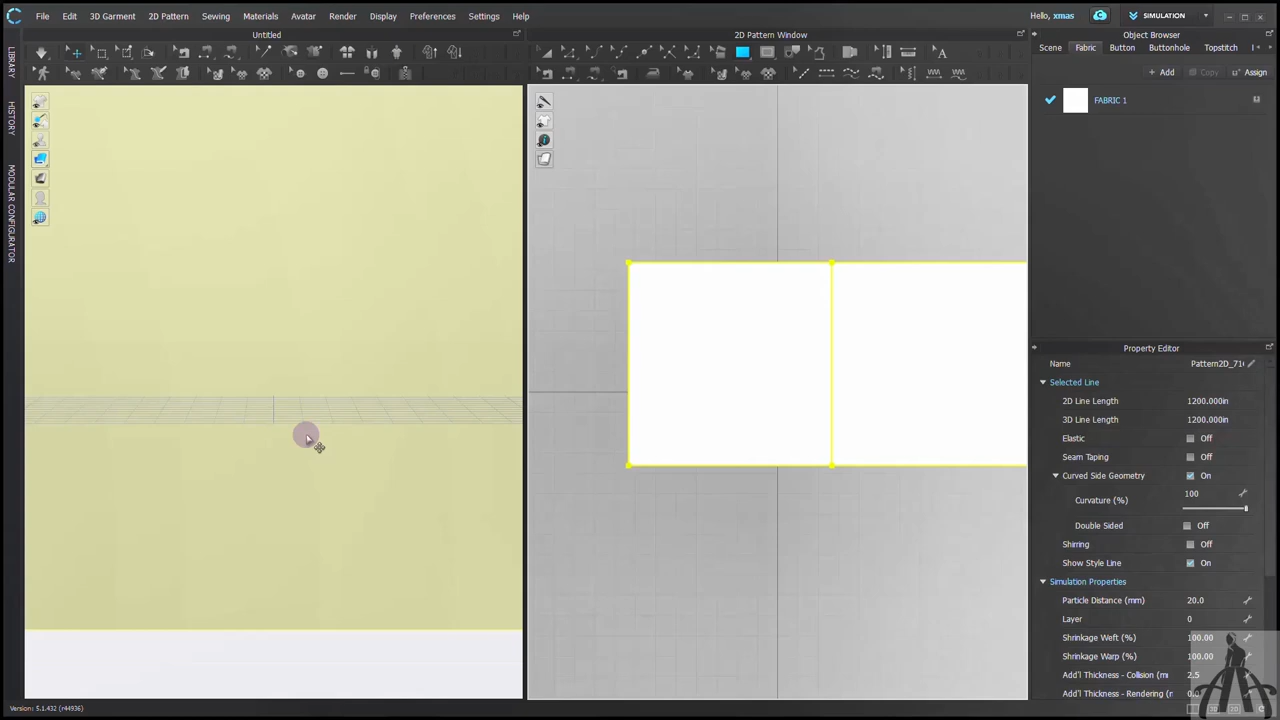 File Edit 3D Garment 2D Pattern Sewing Materials Avatar Render Display Preferences Settings Help
Hello, xmas
SIMULATION
Untitled
2D Pattern Window
Object Browser
Scene Fabric Button Buttonhole Topstitch
+ Add Copy Assign
FABRIC 1
LIBRARY
HISTORY
MODULAR CONFIGURATOR
A
Property Editor
Name Pattern2D_71
Selected Line
2D Line Length 1200.000in
3D Line Length 1200.000in
Elastic Off
Seam Taping Off
Curved Side Geometry On
Curvature (%) 100
Double Sided Off
Shirring Off
Show Style Line On
Simulation Properties
Particle Distance (mm) 20.0
Layer 0
Shrinkage Weft (%) 100.00
Shrinkage Warp (%) 100.00
Add'l Thickness - Collision (m 2.5
Add'l Thickness - Rendering (r 0.0
Version: 5.1.432 (r44936)
3D 2D